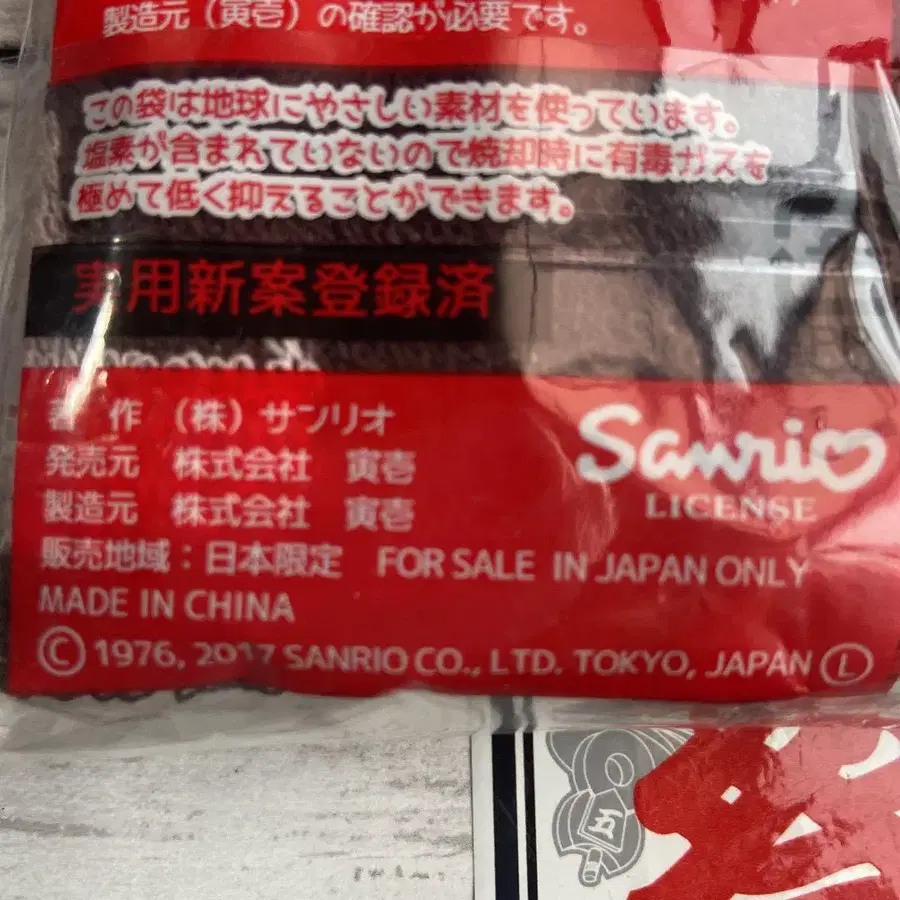 製造元（寅壱）の確認が必要です。
この袋は地球にやさしい素材を使っています。
塩素が含まれていないので焼却時に有毒ガスを
極めて低く抑えることができます。
実用新案登録済
著　作　（株）サンリオ
発売元　株式会社　寅壱
製造元　株式会社　寅壱
Sanrio
LICENSE
販売地域：日本限定　FOR SALE IN JAPAN ONLY
MADE IN CHINA
©1976, 2017 SANRIO CO., LTD. TOKYO, JAPAN Ⓛ
五